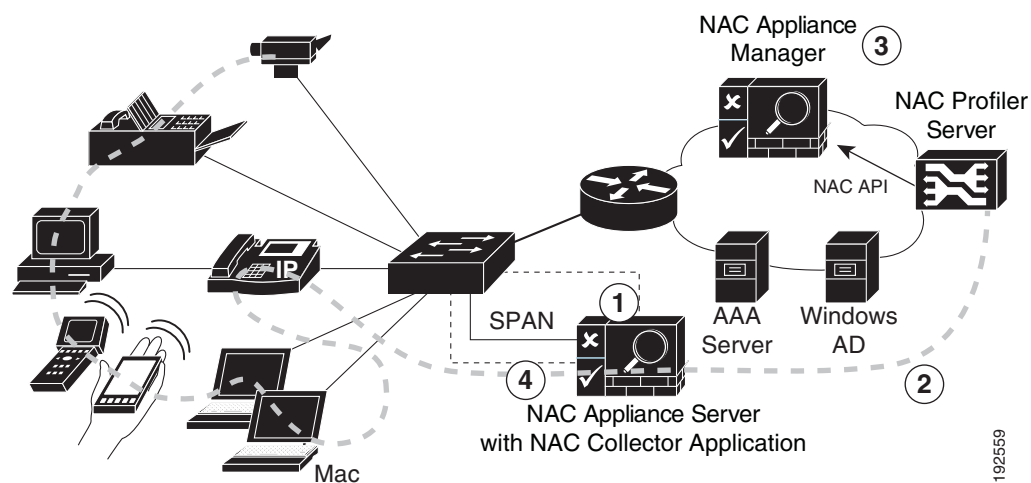 NAC Appliance
Manager
3
NAC Profiler
Server
NAC API
IP
1
SPAN
AAA
Server
Windows
AD
4
2
NAC Appliance Server
with NAC Collector Application
Mac
192559